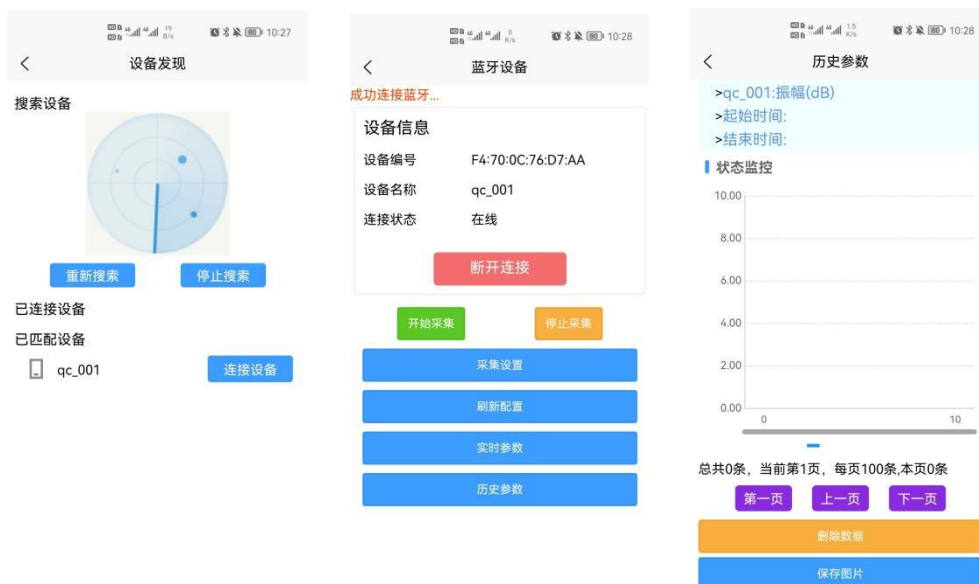 19
B/s
80
10:27
设备发现
搜索设备
重新搜索
停止搜索
已连接设备
已匹配设备
qc_001
连接设备
0
K/s
80
10:28
蓝牙设备
成功连接蓝牙...
设备信息
设备编号 F4:70:0C:76:D7:AA
设备名称 qc_001
连接状态 在线
断开连接
开始采集
停止采集
采集设置
刷新配置
实时参数
历史参数
1.5
K/s
80
10:28
历史参数
>qc_001:振幅(dB)
>起始时间:
>结束时间:
状态监控
10.00
8.00
6.00
4.00
2.00
0.00
0 10
总共0条，当前第1页，每页100条,本页0条
第一页
上一页
下一页
删除数据
保存图片